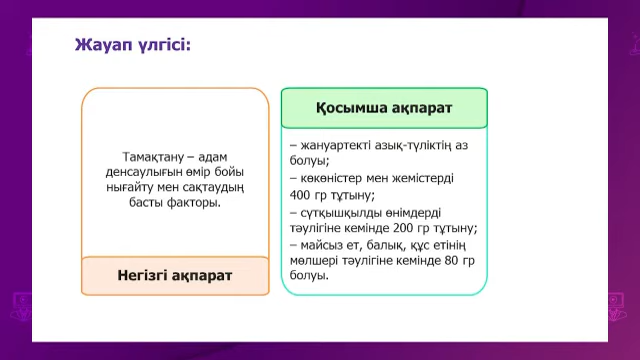 Жауап үлгісі:
Тамақтану – адам
денсаулығын өмір бойы
нығайту мен сақтаудың
басты факторы.
Негізгі ақпарат
Қосымша ақпарат
– жануартекті азық-түліктің аз
болуы;
– көкөністер мен жемістерді
400 гр тұтыну;
– сүтқышқылды өнімдерді
тәулігіне кемінде 200 гр тұтыну;
– майсыз ет, балық, құс етінің
мөлшері тәулігіне кемінде 80 гр
болуы.